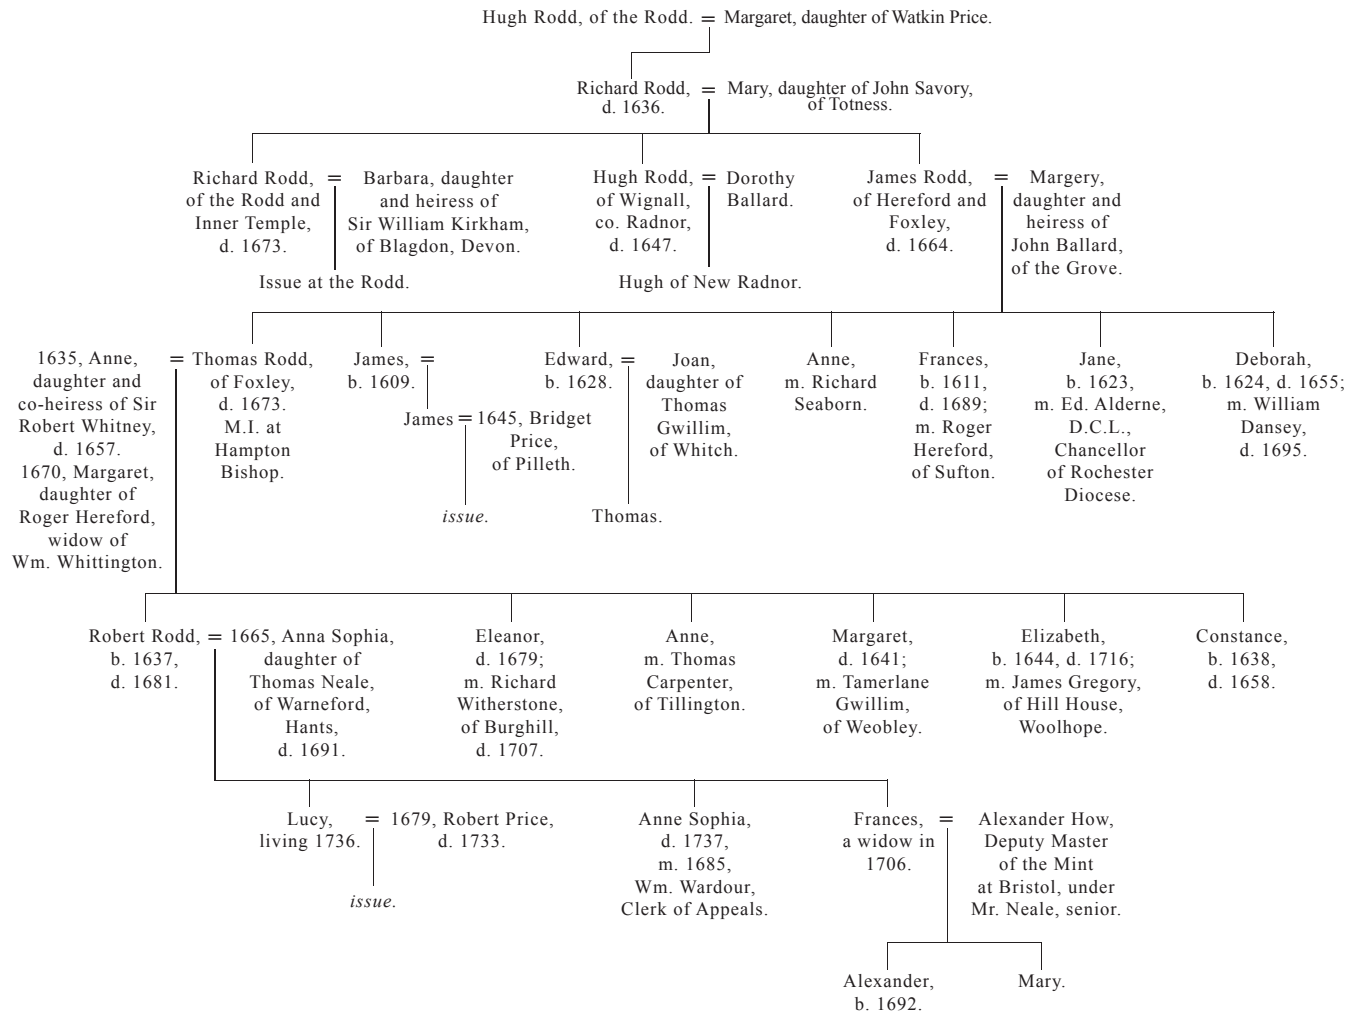 Hugh Rodd, of the Rodd. = Margaret, daughter of Watkin Price.
Richard Rodd,
d. 1636.
=
Mary, daughter of John Savory,
of Totness.
Richard Rodd,
of the Rodd and
Inner Temple,
d. 1673.
=
Barbara, daughter
and heiress of
Sir William Kirkham,
of Blagdon, Devon.
Issue at the Rodd.
Hugh Rodd,
of Wignall,
co. Radnor,
d. 1647.
=
Dorothy
Ballard.
Hugh of New Radnor.
James Rodd,
of Hereford and
Foxley,
d. 1664.
=
Margery,
daughter and
heiress of
John Ballard,
of the Grove.
1635, Anne,
daughter and
co-heiress of Sir
Robert Whitney,
d. 1657.
1670, Margaret,
daughter of
Roger Hereford,
widow of
Wm. Whittington.
=
Thomas Rodd,
of Foxley,
d. 1673.
M.I. at
Hampton
Bishop.
James,
b. 1609.
=
James = 1645, Bridget
Price,
of Pilleth.
issue.
Edward,
b. 1628.
=
Joan,
daughter of
Thomas
Gwillim,
of Whitch.
Thomas.
Anne,
m. Richard
Seaborn.
Frances,
b. 1611,
d. 1689;
m. Roger
Hereford,
of Sufton.
Jane,
b. 1623,
m. Ed. Alderne,
D.C.L.,
Chancellor
of Rochester
Diocese.
Deborah,
b. 1624, d. 1655;
m. William
Dansey,
d. 1695.
Robert Rodd,
b. 1637,
d. 1681.
=
1665, Anna Sophia,
daughter of
Thomas Neale,
of Warneford,
Hants,
d. 1691.
Eleanor,
d. 1679;
m. Richard
Witherstone,
of Burghill,
d. 1707.
Anne,
m. Thomas
Carpenter,
of Tillington.
Margaret,
d. 1641;
m. Tamerlane
Gwillim,
of Weobley.
Elizabeth,
b. 1644, d. 1716;
m. James Gregory,
of Hill House,
Woolhope.
Constance,
b. 1638,
d. 1658.
Lucy,
living 1736.
=
1679, Robert Price,
d. 1733.
issue.
Anne Sophia,
d. 1737,
m. 1685,
Wm. Wardour,
Clerk of Appeals.
Frances,
a widow in
1706.
=
Alexander How,
Deputy Master
of the Mint
at Bristol, under
Mr. Neale, senior.
Alexander,
b. 1692.
Mary.